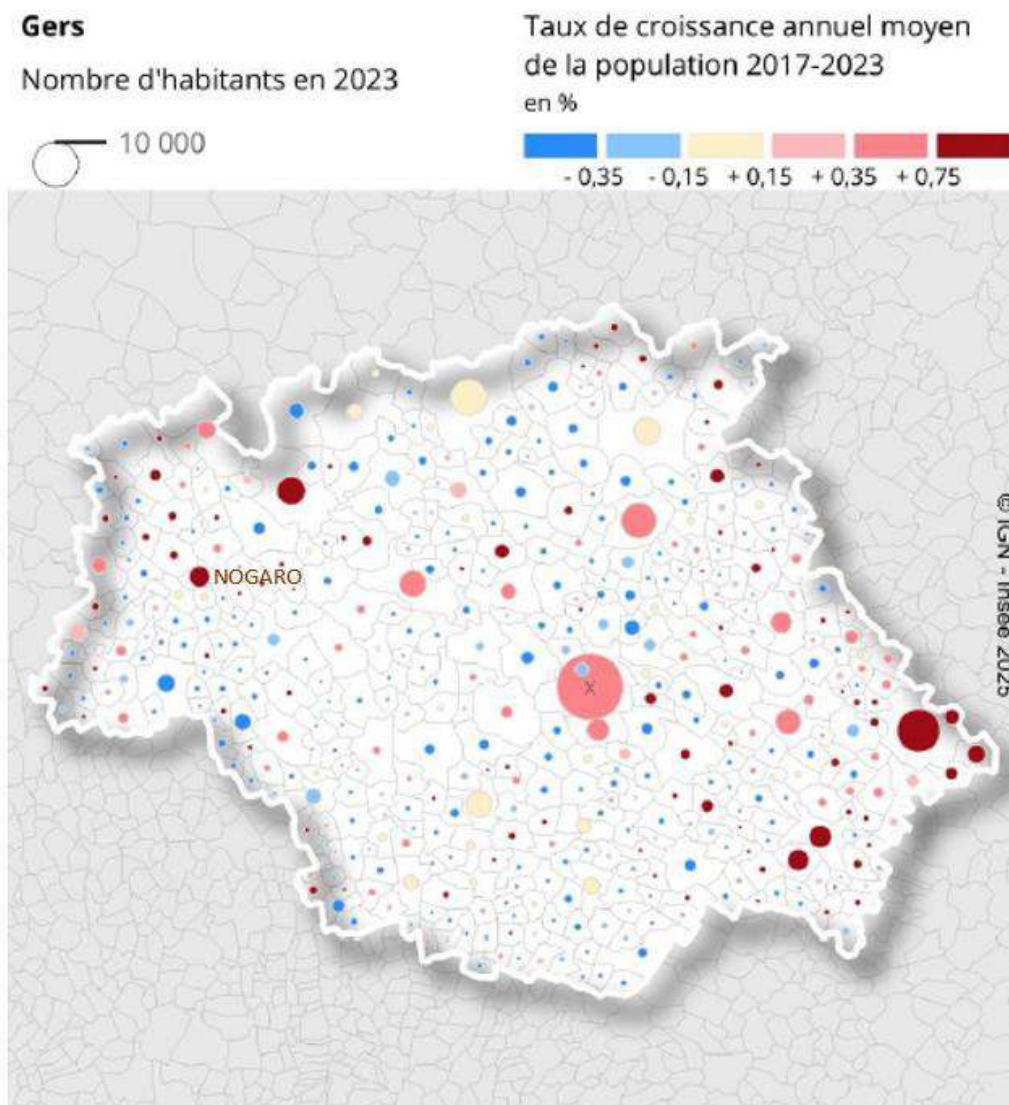 Gers
Nombre d'habitants en 2023
10 000
Taux de croissance annuel moyen
de la population 2017-2023
en %
- 0,35 - 0,15 + 0,15 + 0,35 + 0,75
NOGARO
X
© IGN - Insee 2025